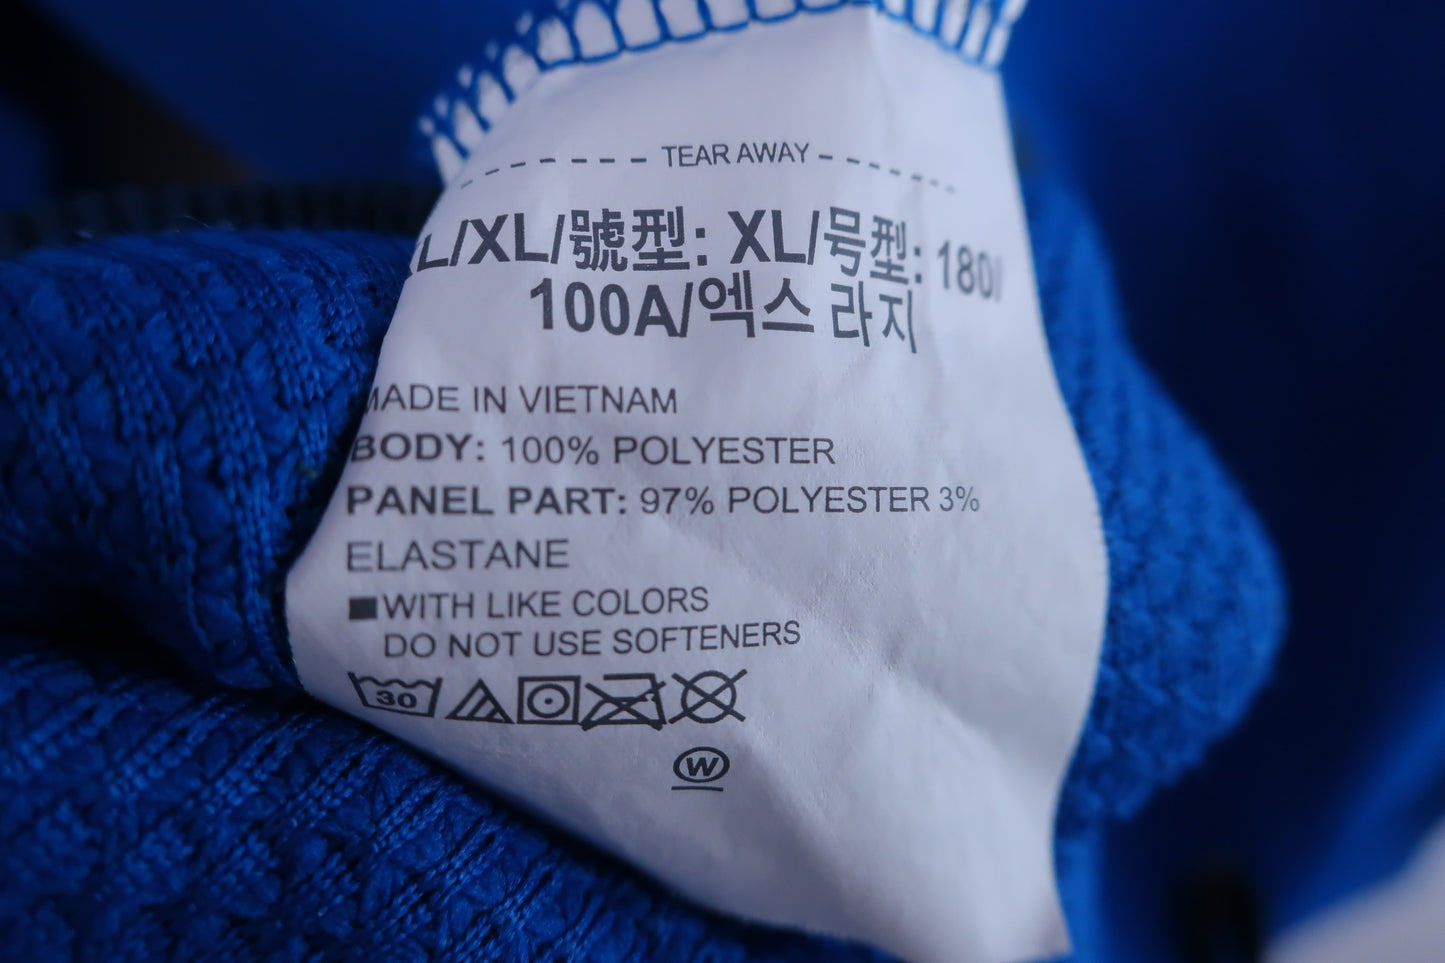 TEAR AWAY
L/XL/號型: XL/号型: 180/
100A/엑스 라지
MADE IN VIETNAM
BODY: 100% POLYESTER
PANEL PART: 97% POLYESTER 3%
ELASTANE
WITH LIKE COLORS
DO NOT USE SOFTENERS
30
W